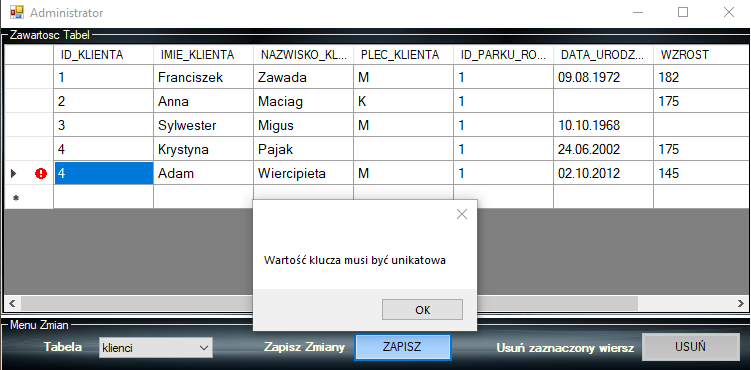 Administrator
Zawartosc Tabel
ID_KLIENTA IMIE_KLIENTA NAZWISKO_KL... PLEC_KLIENTA ID_PARKU_RO... DATA_URODZ... WZROST
1 Franciszek Zawada M 1 09.08.1972 182
2 Anna Maciag K 1 175
3 Sylwester Migus M 1 10.10.1968
4 Krystyna Pajak 1 24.06.2002 175
4 Adam Wiercipieta M 1 02.10.2012 145
Wartość klucza musi być unikatowa
OK
Menu Zmian
Tabela klienci Zapisz Zmiany ZAPISZ Usuń zaznaczony wiersz USUŃ